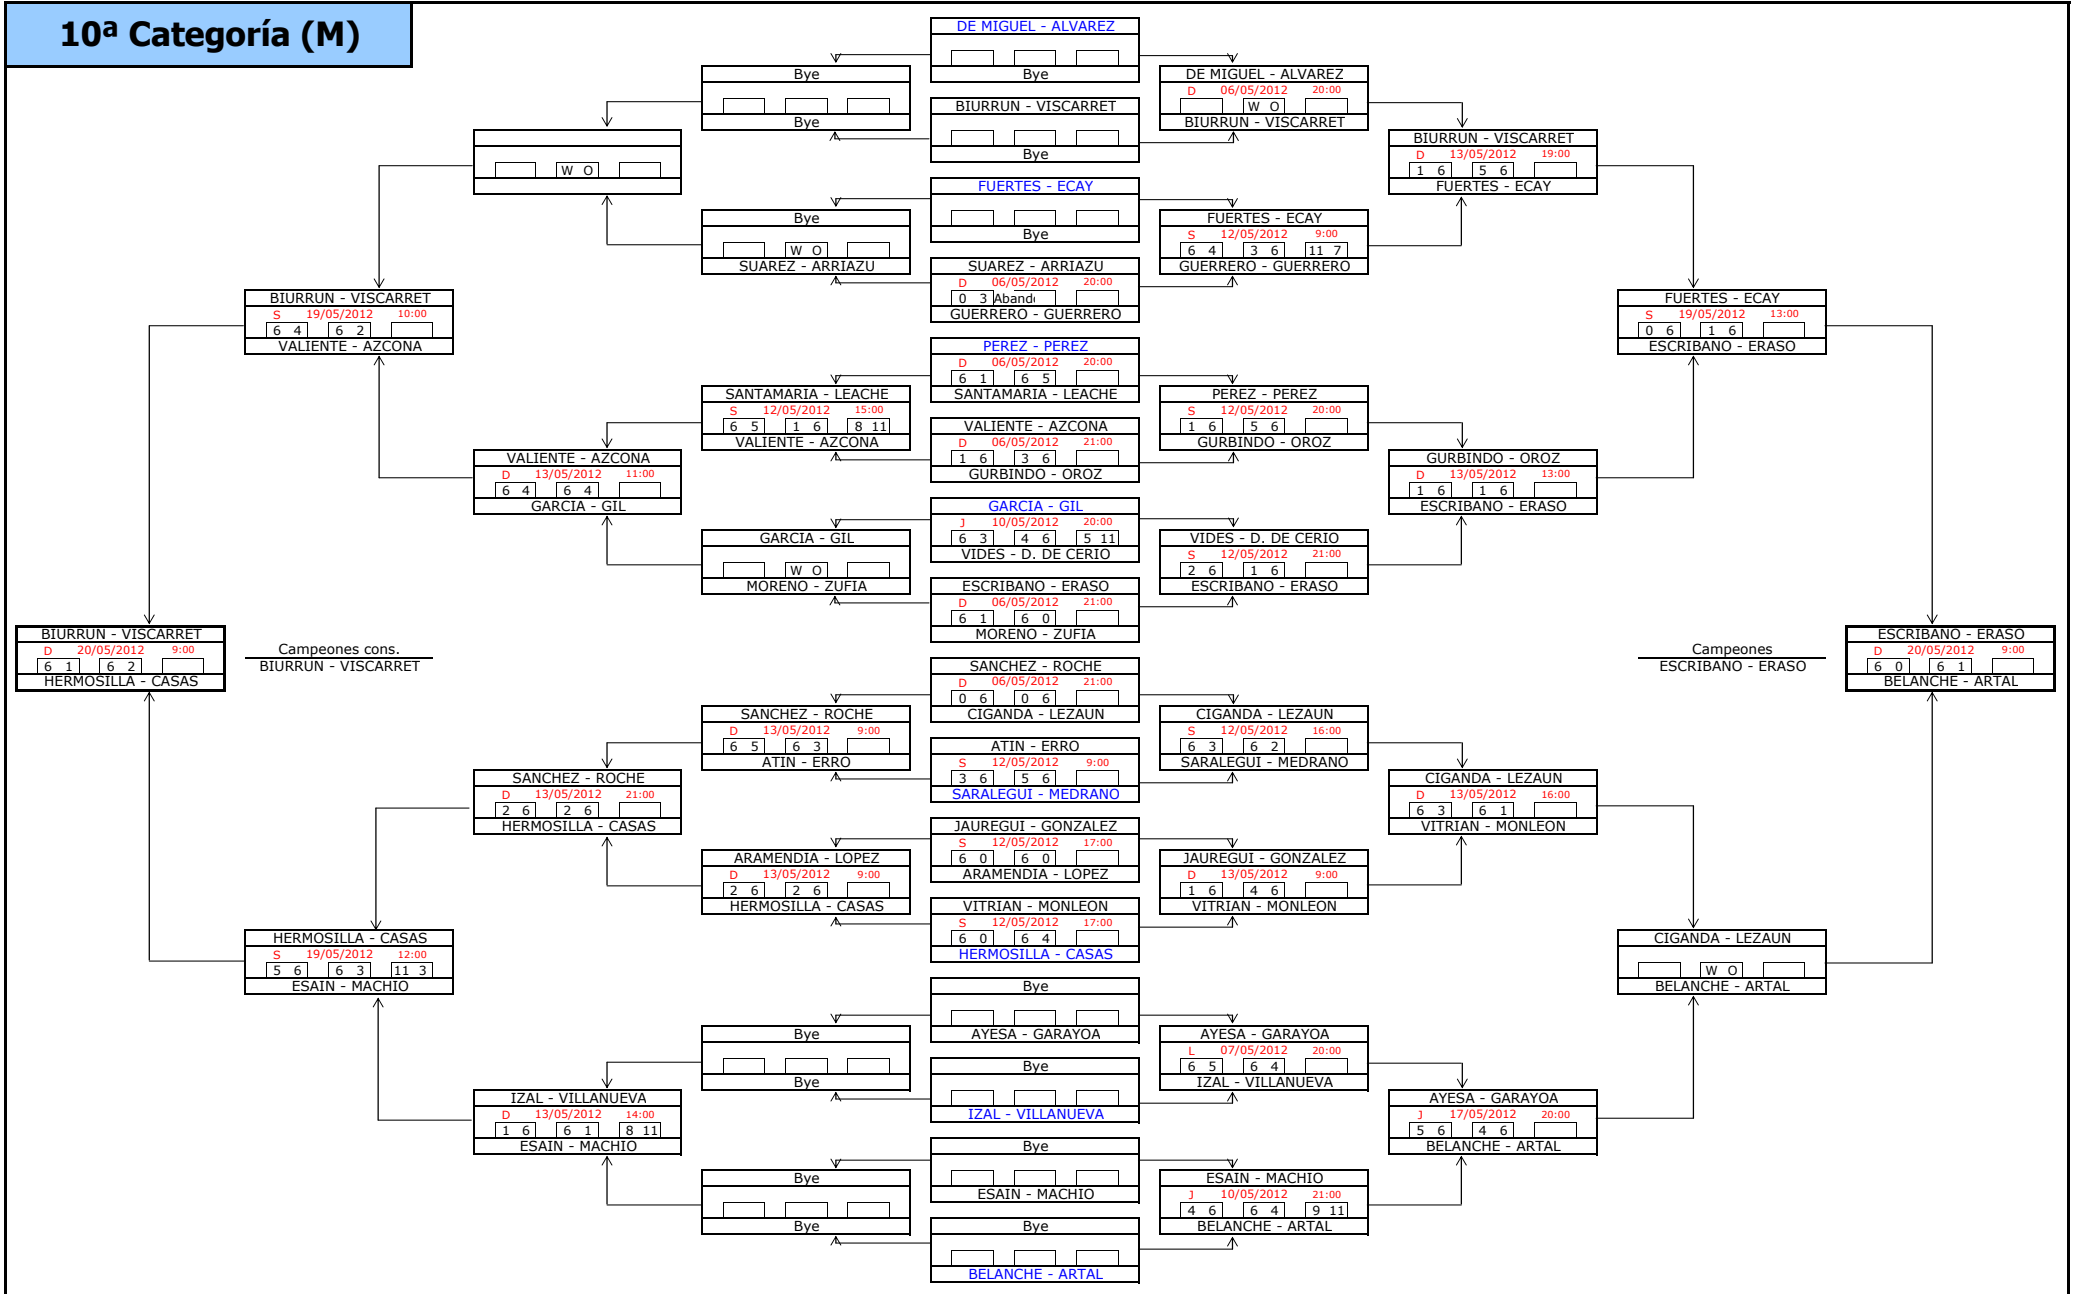 10ª Categoría (M)
DE MIGUEL - ALVAREZ
Bye
BIURRUN - VISCARRET
Bye
FUERTES - ECAY
Bye
SUAREZ - ARRIAZU
D 06/05/2012 20:00
0 3 Aband
GUERRERO - GUERRERO
PEREZ - PEREZ
D 06/05/2012 20:00
6 1 6 5
SANTAMARIA - LEACHE
VALIENTE - AZCONA
D 06/05/2012 21:00
1 6 3 6
GURBINDO - OROZ
GARCIA - GIL
J 10/05/2012 20:00
6 3 4 6 5 11
VIDES - D. DE CERIO
ESCRIBANO - ERASO
D 06/05/2012 21:00
6 1 6 0
MORENO - ZUFIA
SANCHEZ - ROCHE
D 06/05/2012 21:00
0 6 0 6
CIGANDA - LEZAUN
ATIN - ERRO
S 12/05/2012 9:00
3 6 5 6
SARALEGUI - MEDRANO
JAUREGUI - GONZALEZ
S 12/05/2012 17:00
6 0 6 0
ARAMENDIA - LOPEZ
VITRIAN - MONLEON
S 12/05/2012 17:00
6 0 6 4
HERMOSILLA - CASAS
Bye
AYESA - GARAYOA
Bye
IZAL - VILLANUEVA
Bye
ESAIN - MACHIO
Bye
BELANCHE - ARTAL
Bye
Bye
Bye
W O
SUAREZ - ARRIAZU
SANTAMARIA - LEACHE
S 12/05/2012 15:00
6 5 1 6 8 11
VALIENTE - AZCONA
GARCIA - GIL
W O
MORENO - ZUFIA
SANCHEZ - ROCHE
D 13/05/2012 9:00
6 5 6 3
ATIN - ERRO
ARAMENDIA - LOPEZ
D 13/05/2012 9:00
2 6 2 6
HERMOSILLA - CASAS
Bye
Bye
Bye
Bye
W O
VALIENTE - AZCONA
D 13/05/2012 11:00
6 4 6 4
GARCIA - GIL
SANCHEZ - ROCHE
D 13/05/2012 21:00
2 6 2 6
HERMOSILLA - CASAS
IZAL - VILLANUEVA
D 13/05/2012 14:00
1 6 6 1 8 11
ESAIN - MACHIO
BIURRUN - VISCARRET
S 19/05/2012 10:00
6 4 6 2
VALIENTE - AZCONA
HERMOSILLA - CASAS
S 19/05/2012 12:00
5 6 6 3 11 3
ESAIN - MACHIO
BIURRUN - VISCARRET
D 20/05/2012 9:00
6 1 6 2
HERMOSILLA - CASAS
Campeones cons.
BIURRUN - VISCARRET
DE MIGUEL - ALVAREZ
D 06/05/2012 20:00
W O
BIURRUN - VISCARRET
FUERTES - ECAY
S 12/05/2012 9:00
6 4 3 6 11 7
GUERRERO - GUERRERO
PEREZ - PEREZ
S 12/05/2012 20:00
1 6 5 6
GURBINDO - OROZ
VIDES - D. DE CERIO
S 12/05/2012 21:00
2 6 1 6
ESCRIBANO - ERASO
CIGANDA - LEZAUN
S 12/05/2012 16:00
6 3 6 2
SARALEGUI - MEDRANO
JAUREGUI - GONZALEZ
D 13/05/2012 9:00
1 6 4 6
VITRIAN - MONLEON
AYESA - GARAYOA
L 07/05/2012 20:00
6 5 6 4
IZAL - VILLANUEVA
ESAIN - MACHIO
J 10/05/2012 21:00
4 6 6 4 9 11
BELANCHE - ARTAL
BIURRUN - VISCARRET
D 13/05/2012 19:00
1 6 5 6
FUERTES - ECAY
GURBINDO - OROZ
D 13/05/2012 13:00
1 6 1 6
ESCRIBANO - ERASO
CIGANDA - LEZAUN
D 13/05/2012 16:00
6 3 6 1
VITRIAN - MONLEON
AYESA - GARAYOA
J 17/05/2012 20:00
5 6 4 6
BELANCHE - ARTAL
FUERTES - ECAY
S 19/05/2012 13:00
0 6 1 6
ESCRIBANO - ERASO
CIGANDA - LEZAUN
W O
BELANCHE - ARTAL
Campeones
ESCRIBANO - ERASO
ESCRIBANO - ERASO
D 20/05/2012 9:00
6 0 6 1
BELANCHE - ARTAL